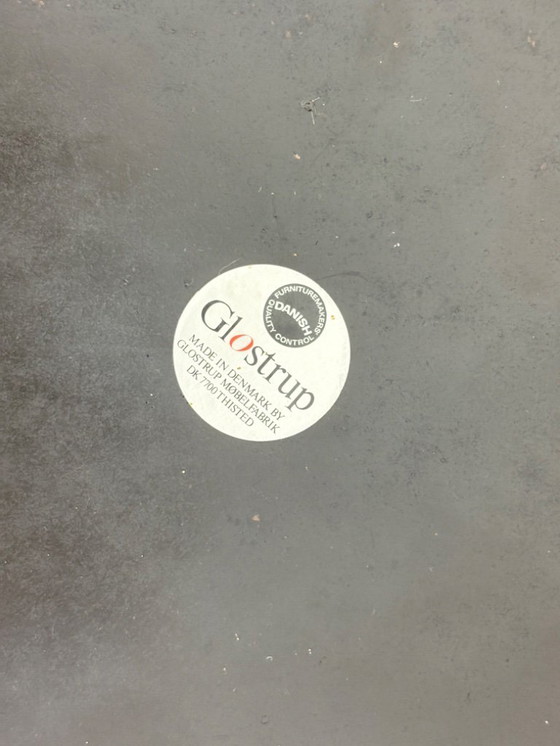 FURNITUREMAKERS'
DANISH
QUALITY CONTROL
Glostrup
MADE IN DENMARK BY
GLOSTRUP MØBELFABRIK
DK 7700 THISTED